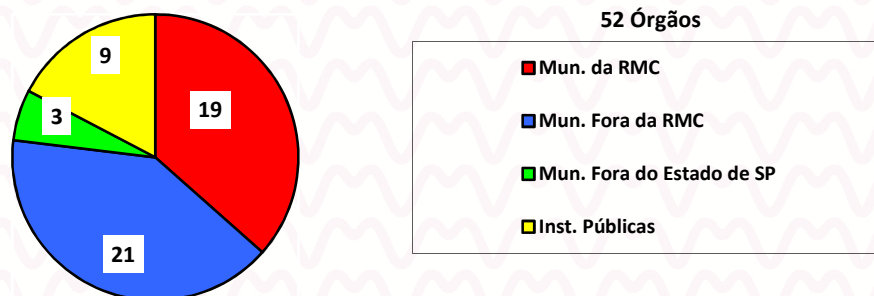 52 Órgãos
9
3
19
21
Mun. da RMC
Mun. Fora da RMC
Mun. Fora do Estado de SP
Inst. Públicas